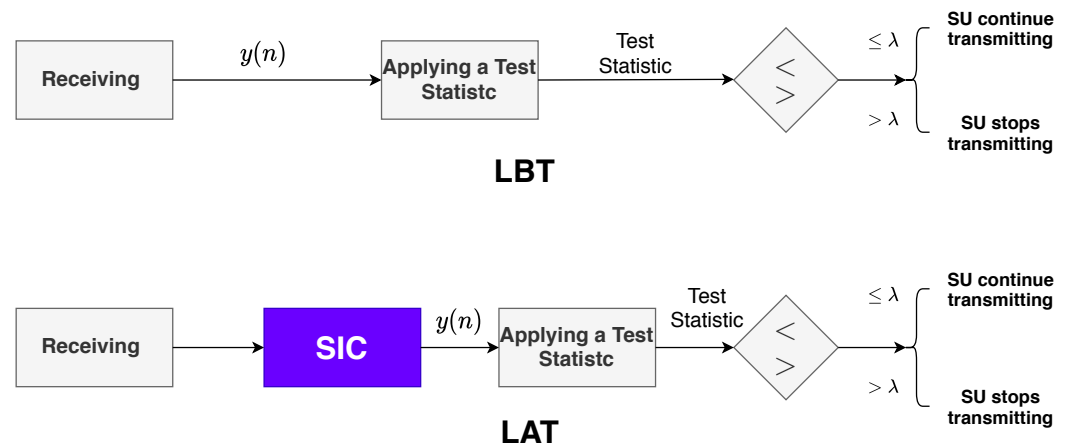 Receiving
y(n)
Applying a Test
Statistc
Test
Statistic
<
>
≤ λ
> λ
SU continue
transmitting
SU stops
transmitting
LBT
Receiving
SIC
y(n)
Applying a Test
Statistc
Test
Statistic
<
>
≤ λ
> λ
SU continue
transmitting
SU stops
transmitting
LAT